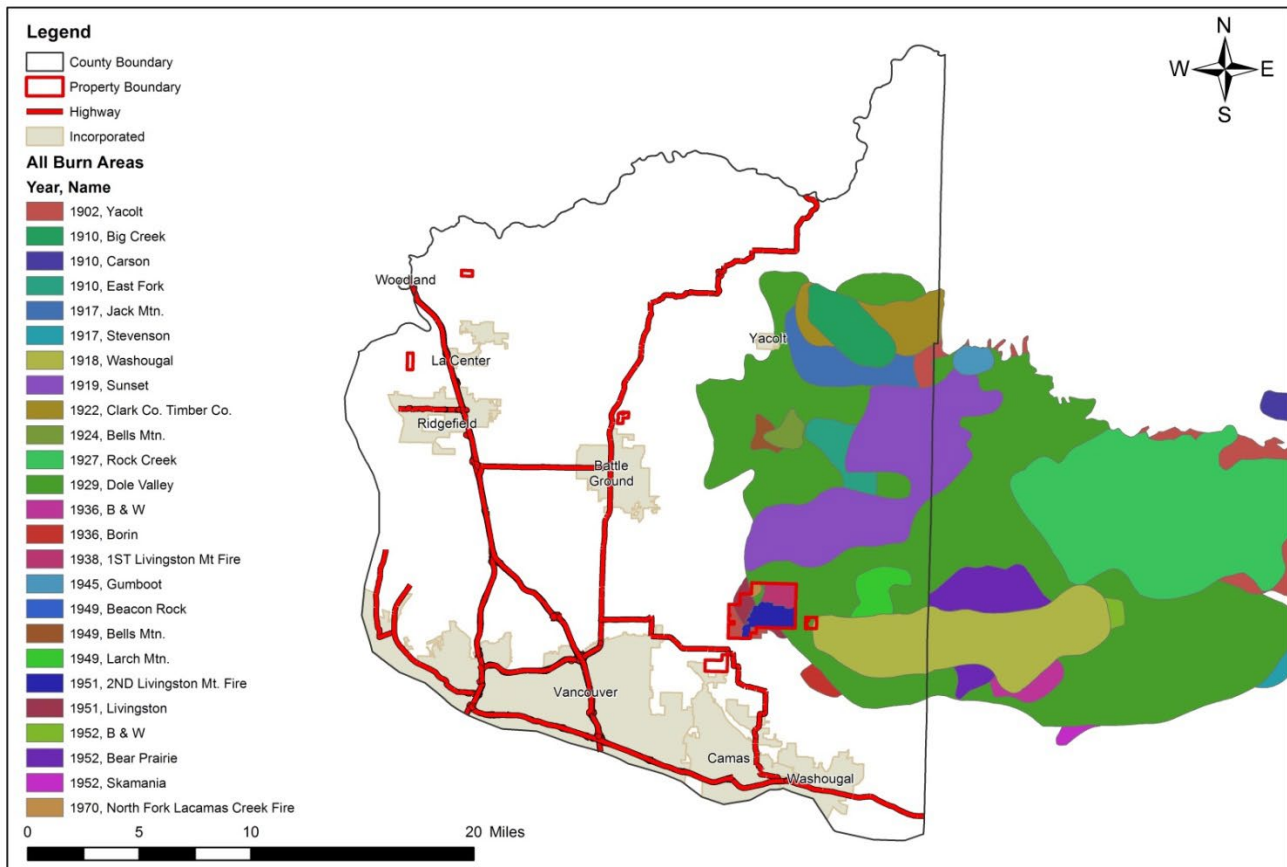 Legend
County Boundary
Property Boundary
Highway
Incorporated
All Burn Areas
Year, Name
1902, Yacolt
1910, Big Creek
1910, Carson
1910, East Fork
1917, Jack Mtn.
1917, Stevenson
1918, Washougal
1919, Sunset
1922, Clark Co. Timber Co.
1924, Bells Mtn.
1927, Rock Creek
1929, Dole Valley
1936, B & W
1936, Borin
1938, 1ST Livingston Mt Fire
1945, Gumboot
1949, Beacon Rock
1949, Bells Mtn.
1949, Larch Mtn.
1951, 2ND Livingston Mt. Fire
1951, Livingston
1952, B & W
1952, Bear Prairie
1952, Skamania
1970, North Fork Lacamas Creek Fire
0 5 10 20 Miles
N
W E
S
Woodland
Yacolt
La Center
Ridgefield
Battle
Ground
Vancouver
Camas
Washougal